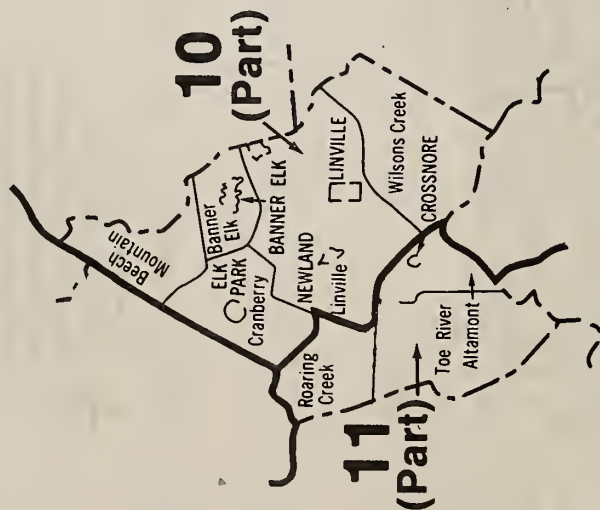 10
(Part)
Beech
Mountain
Banner
Elk
BANNER ELK
ELK
PARK
Cranberry
NEWLAND
Linville
LINVILLE
Wilsons Creek
CROSSNORE
Roaring
Creek
Toe River
Altamont
11
(Part)